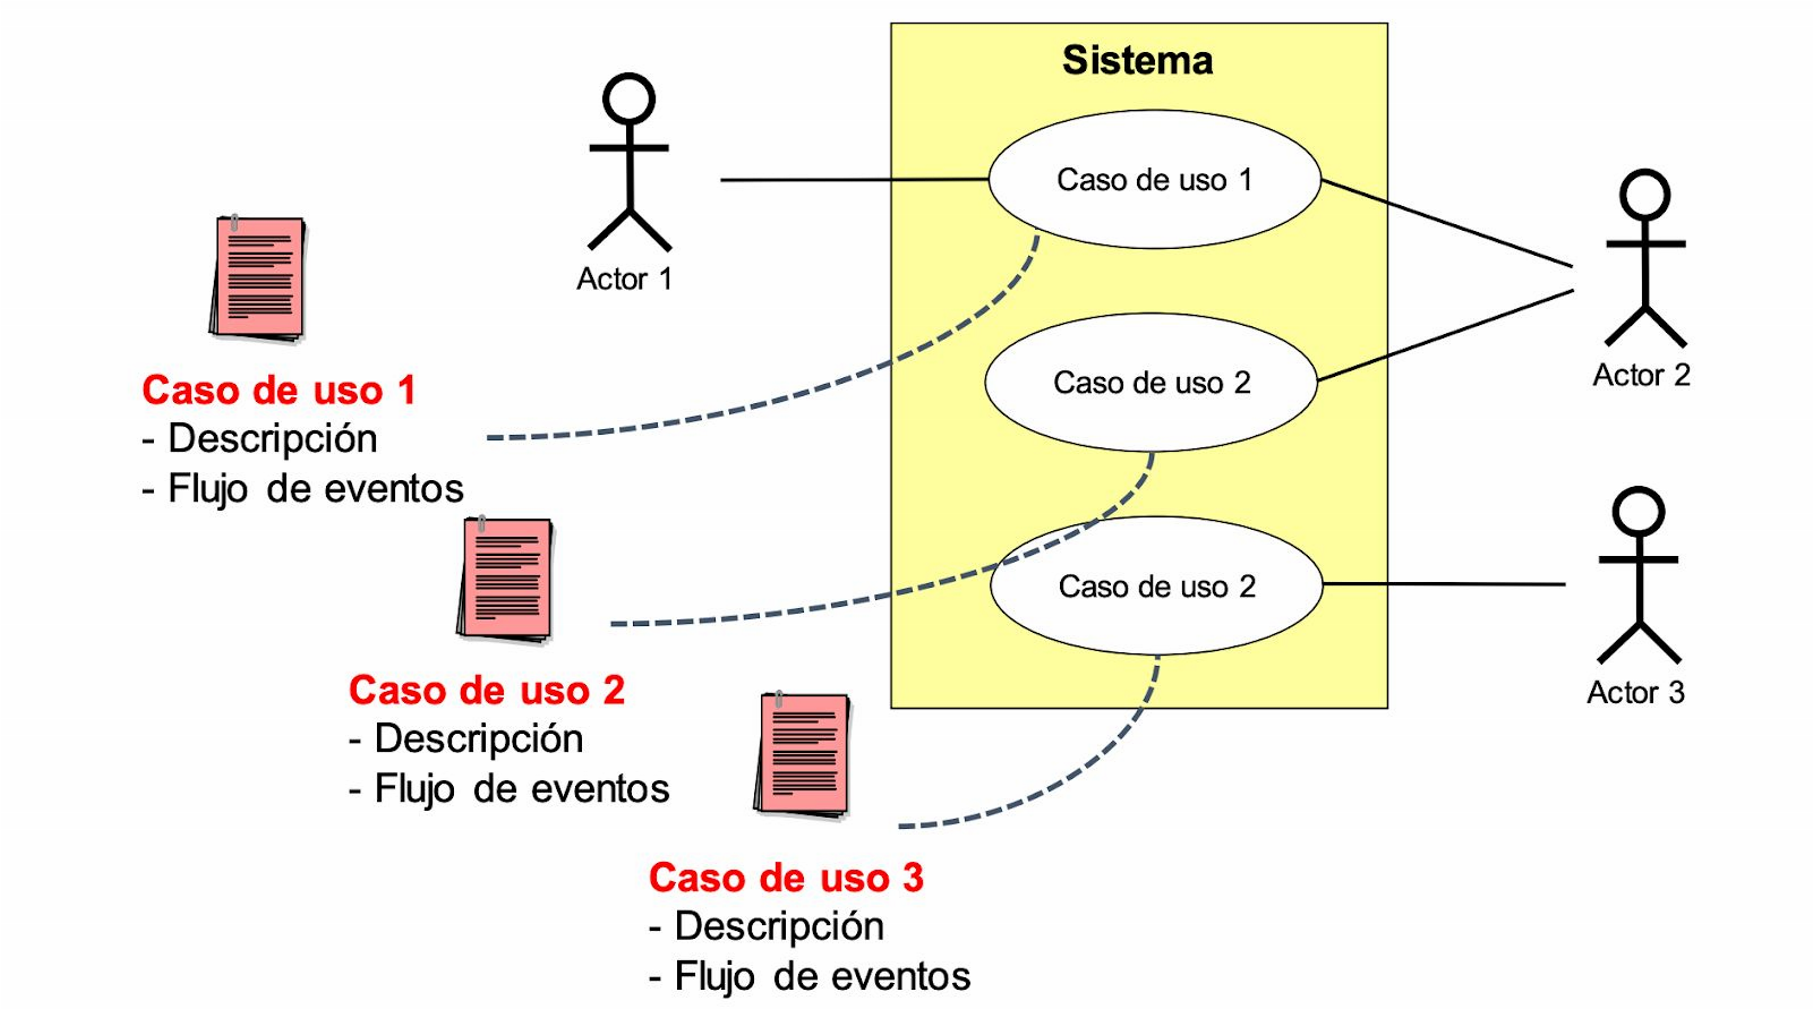 Sistema
Caso de uso 1
Actor 1
Caso de uso 2
Actor 2
Caso de uso 2
Actor 3
Caso de uso 1
- Descripción
- Flujo de eventos
Caso de uso 2
- Descripción
- Flujo de eventos
Caso de uso 3
- Descripción
- Flujo de eventos